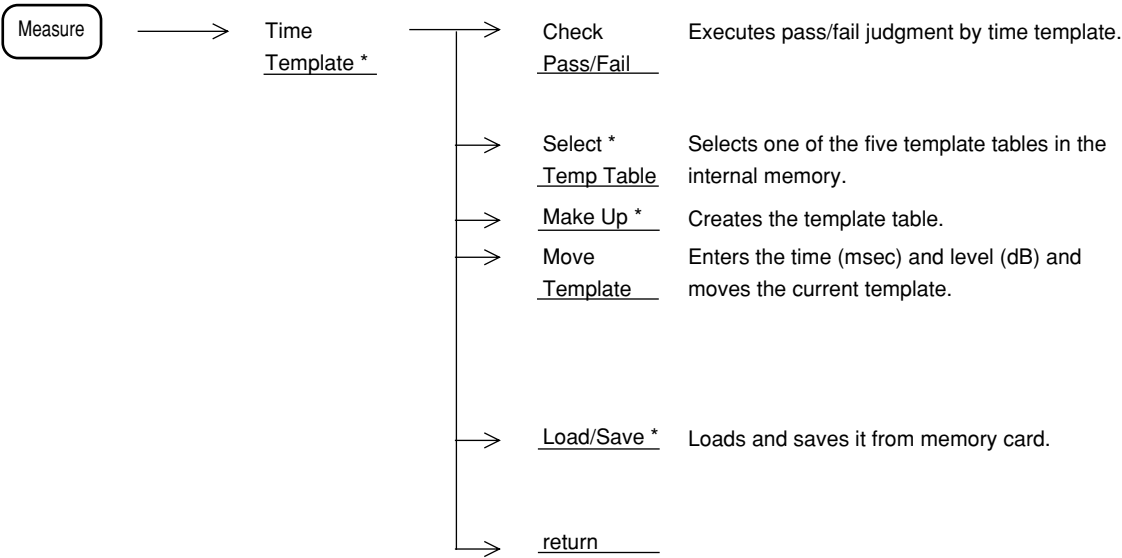 Measure
Time
Template *
Check
Pass/Fail
Executes pass/fail judgment by time template.
Select *
Temp Table
Selects one of the five template tables in the
internal memory.
Make Up *
Creates the template table.
Move
Template
Enters the time (msec) and level (dB) and
moves the current template.
Load/Save *
Loads and saves it from memory card.
return